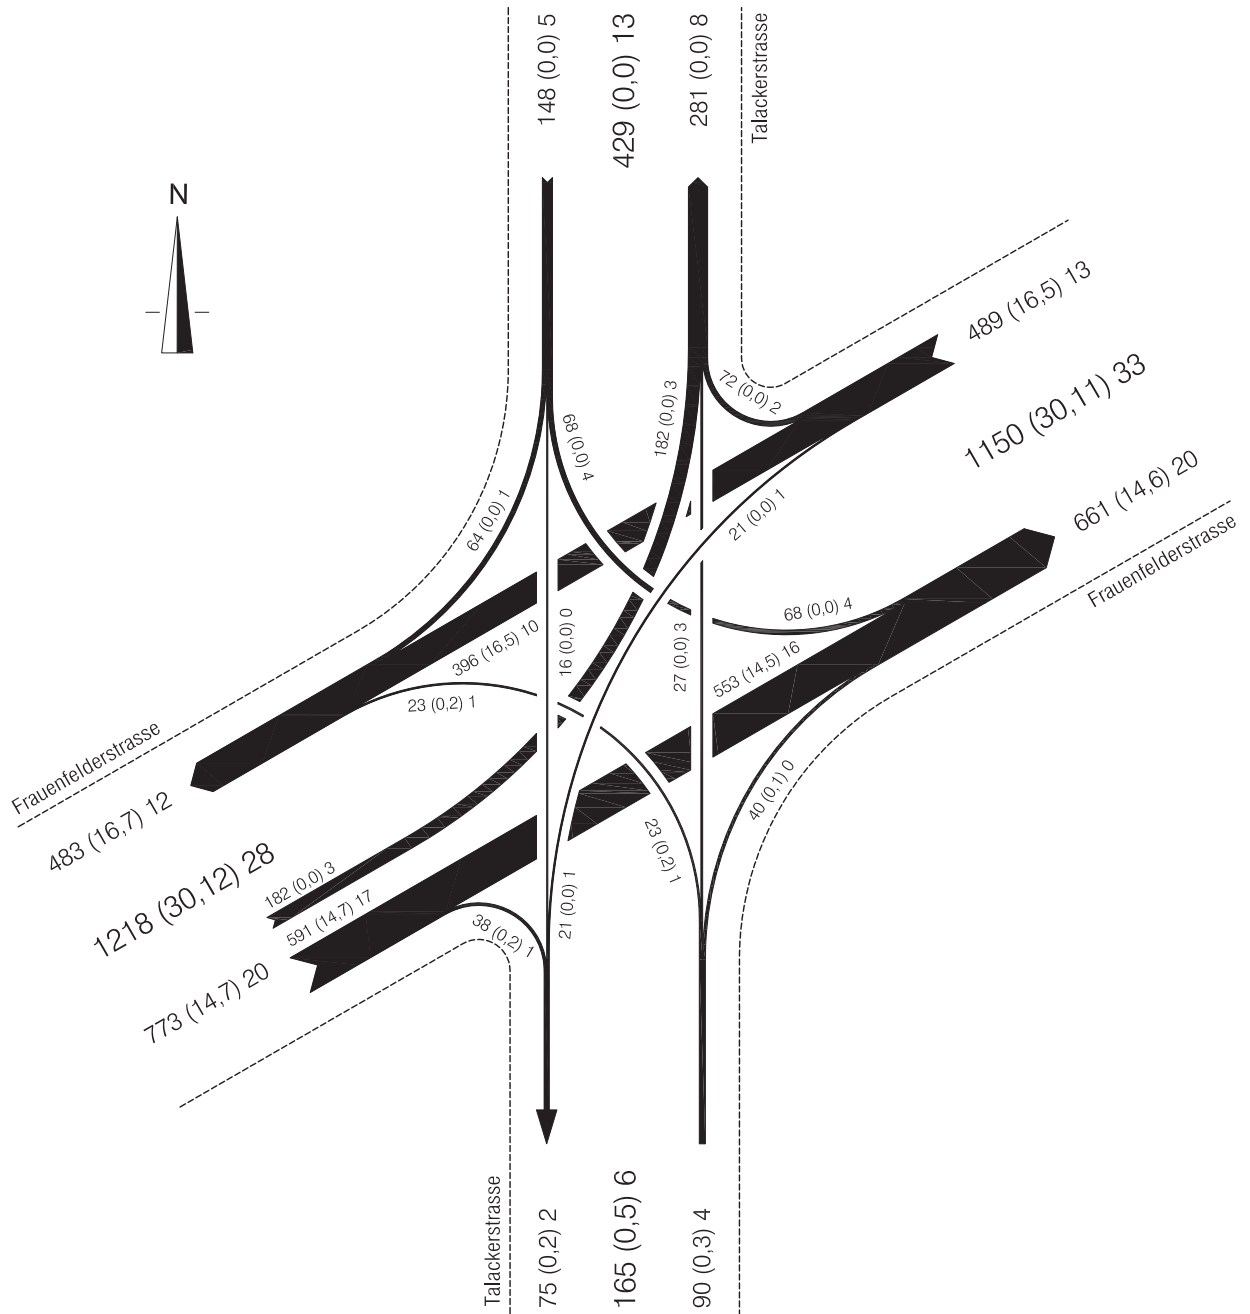 148 (0,0) 5
429 (0,0) 13
281 (0,0) 8
Talackerstrasse
N
489 (16,5) 13
1150 (30,11) 33
661 (14,6) 20
Frauenfelderstrasse
72 (0,0) 2
182 (0,0) 3
68 (0,0) 4
64 (0,0) 1
21 (0,0) 1
68 (0,0) 4
396 (16,5) 10
16 (0,0) 0
27 (0,0) 3
553 (14,5) 16
23 (0,2) 1
Frauenfelderstrasse
483 (16,7) 12
1218 (30,12) 28
773 (14,7) 20
182 (0,0) 3
591 (14,7) 17
38 (0,2) 1
21 (0,0) 1
23 (0,2) 1
40 (0,1) 0
Talackerstrasse
75 (0,2) 2
165 (0,5) 6
90 (0,3) 4